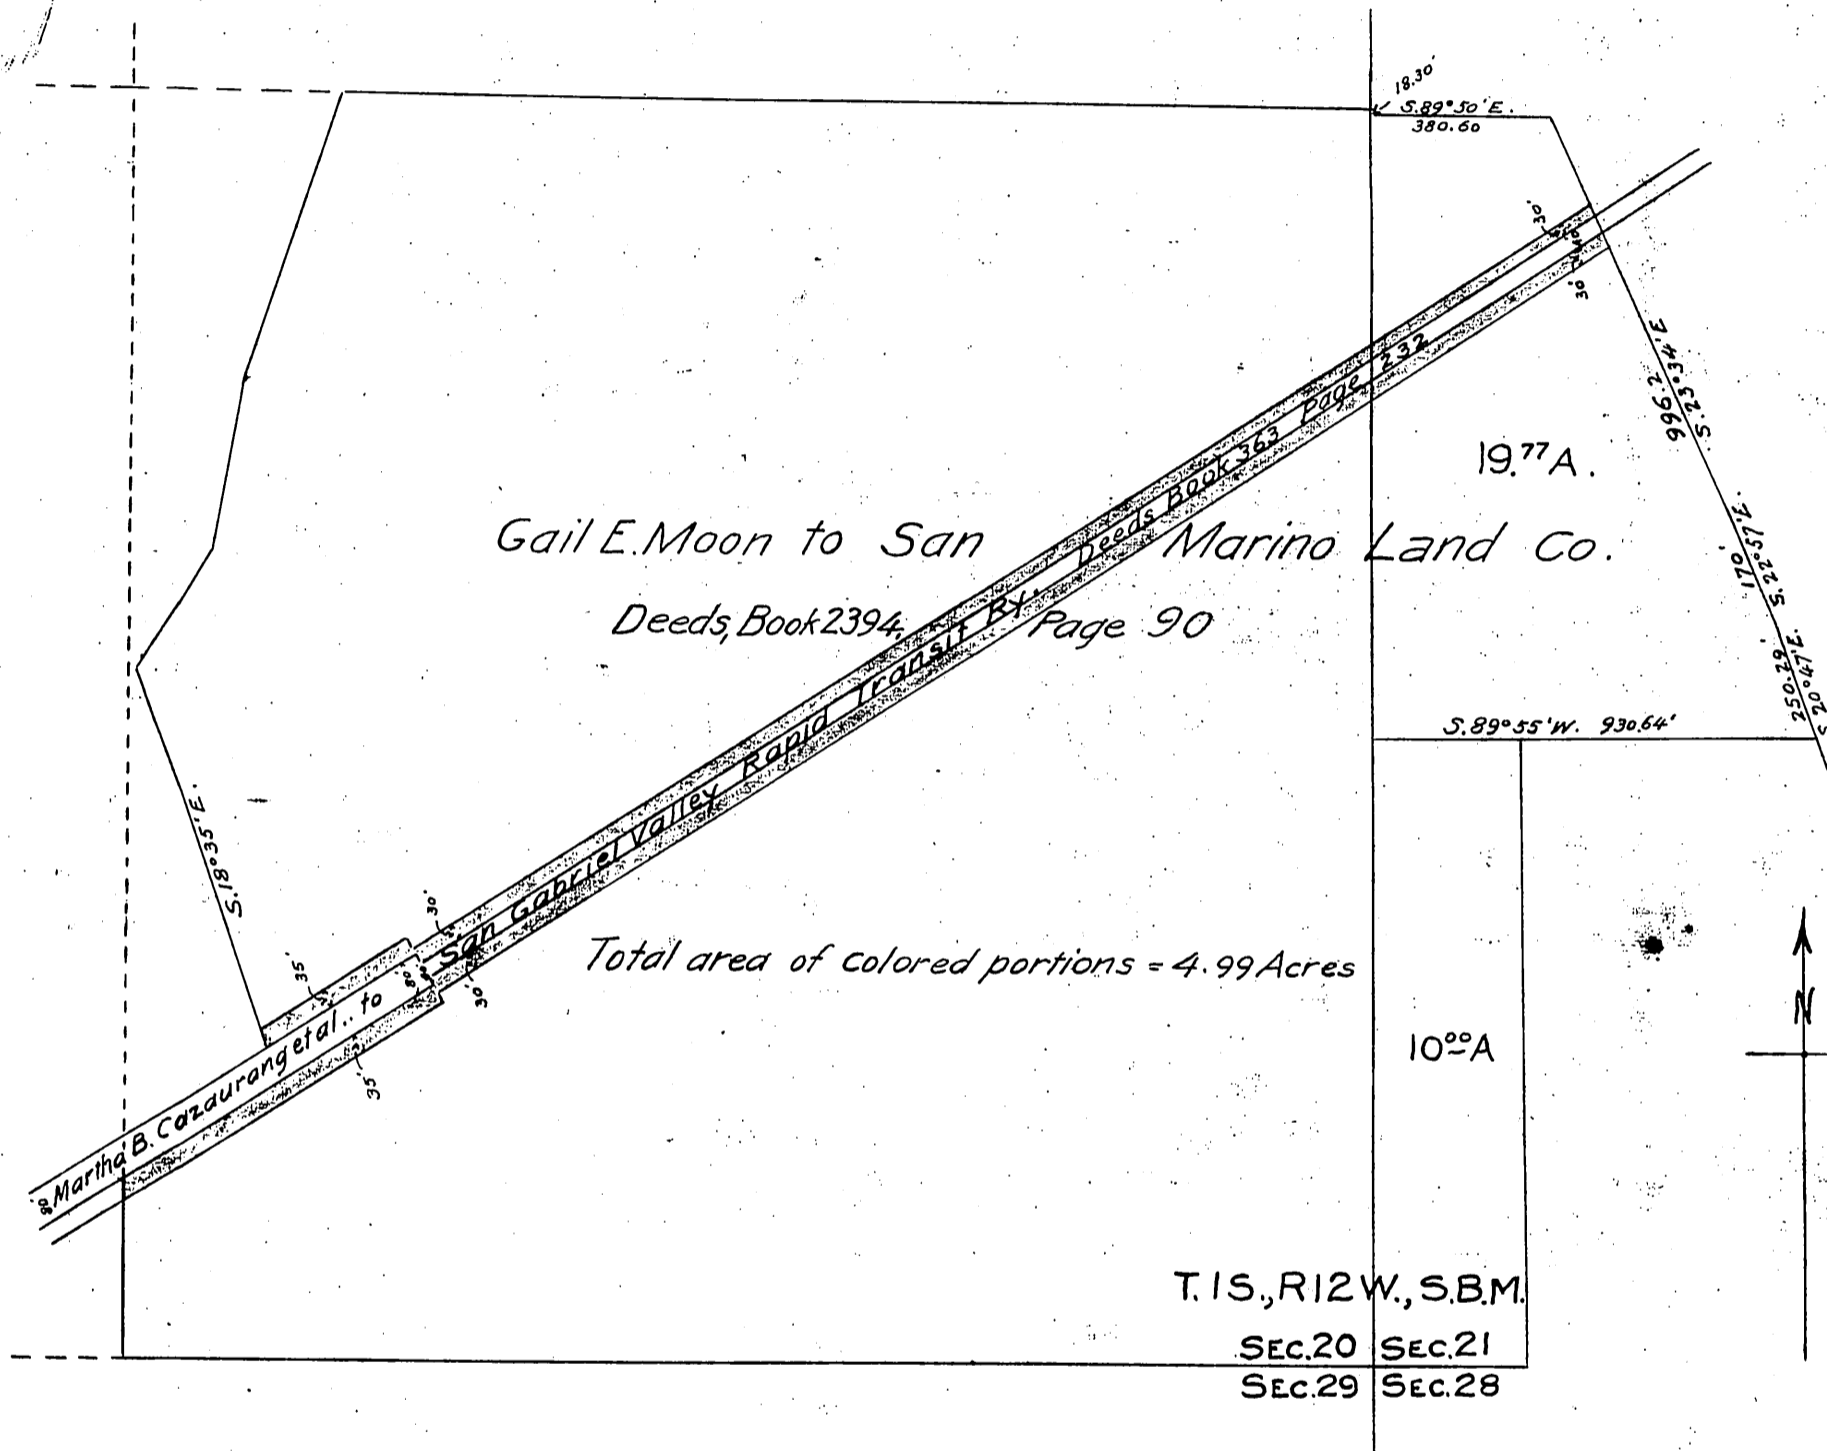 18.30'
S.89°50'E.
380.60
30'
30'
996.2
S.23°34'E
19.77 A.
Gail E. Moon to San Marino Land Co.
Deeds, Book 2394, Page 90
170'
S.22°57'E.
250.29'
S 20°47'E.
S.89°55'W. 930.64'
S.18°35'E.
San Gabriel Valley Rapid Transit Ry. Deeds Book 363 Page 232
30'
35'
80'
30'
Total area of colored portions = 4.99 Acres
Martha B. Cazaurang et al.. to
35'
80'
10.00 A
N
T.1S., R12W., S.B.M.
SEC.20 SEC.21
SEC.29 SEC.28